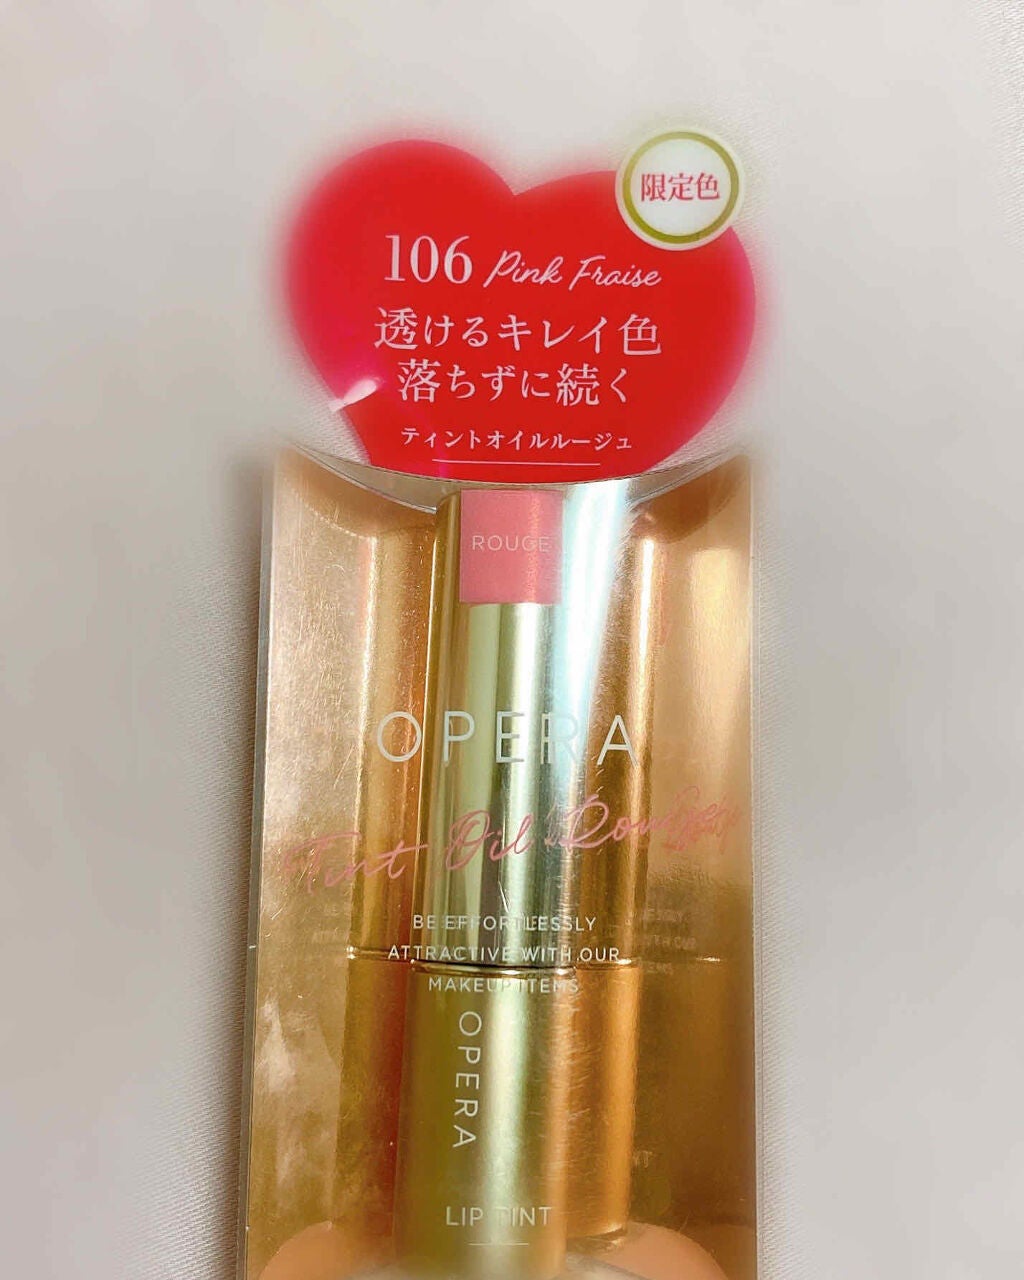 限定色
106 Pink Fraise
透けるキレイ色
落ちずに続く
ティントオイルルージュ
ROUGE
OPERA
Tint Oil Rouge
BE EFFORTLESSLY
ATTRACTIVE WITH OUR
MAKEUP ITEMS
OPERA
LIP TINT